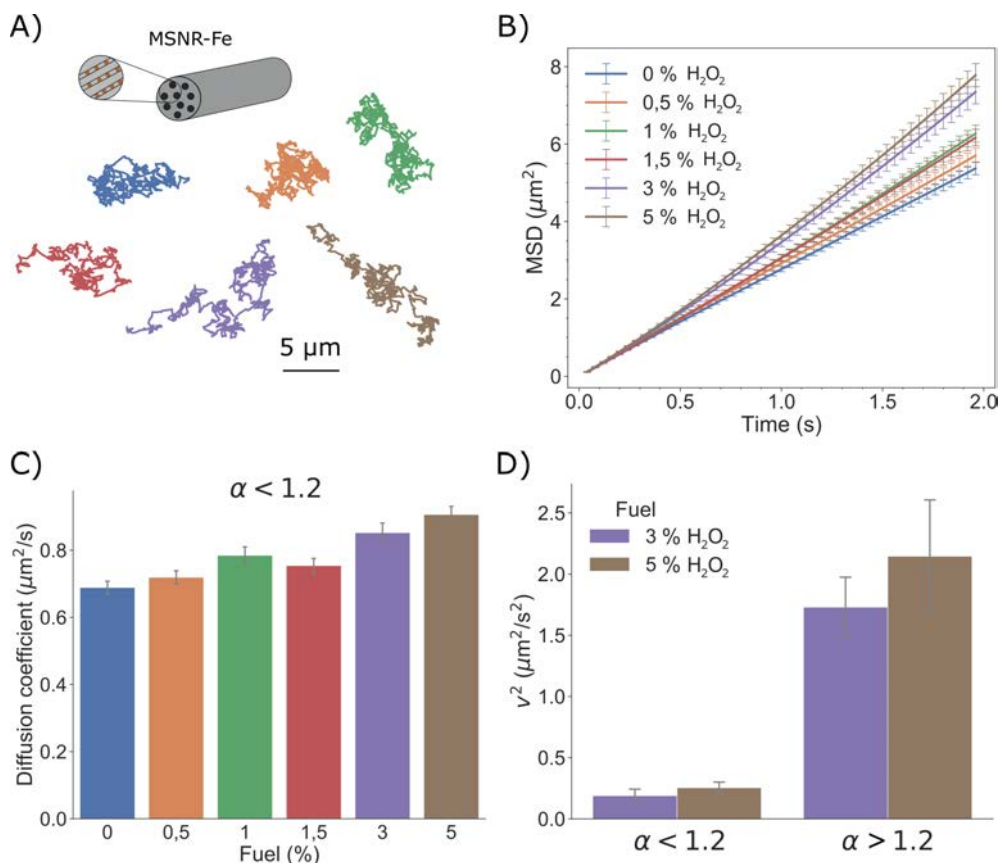 A)
MSNR-Fe
5 μm
B)
MSD (μm²)
8
6
4
2
0
0 % H₂O₂
0,5 % H₂O₂
1 % H₂O₂
1,5 % H₂O₂
3 % H₂O₂
5 % H₂O₂
0.0 0.5 1.0 1.5 2.0
Time (s)
C)
α < 1.2
Diffusion coefficient (μm²/s)
0.8
0.6
0.4
0.2
0.0
0 0,5 1 1,5 3 5
Fuel (%)
D)
v² (μm²/s²)
2.5
2.0
1.5
1.0
0.5
0.0
Fuel
3 % H₂O₂
5 % H₂O₂
α < 1.2 α > 1.2